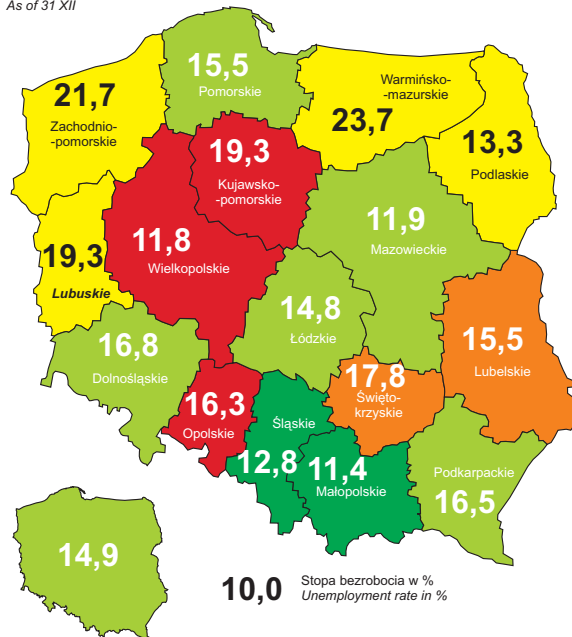 As of 31 XII
15,5
Pomorskie
Warmińsko-
-mazurskie
23,7
21,7
Zachodnio-
-pomorskie
13,3
Podlaskie
19,3
Kujawsko-
-pomorskie
11,9
Mazowieckie
11,8
Wielkopolskie
19,3
Lubuskie
14,8
Łódzkie
16,8
Dolnośląskie
15,5
Lubelskie
17,8
Święto-
krzyskie
16,3
Opolskie
Śląskie
12,8
11,4
Małopolskie
Podkarpackie
16,5
14,9
10,0
Stopa bezrobocia w %
Unemployment rate in %